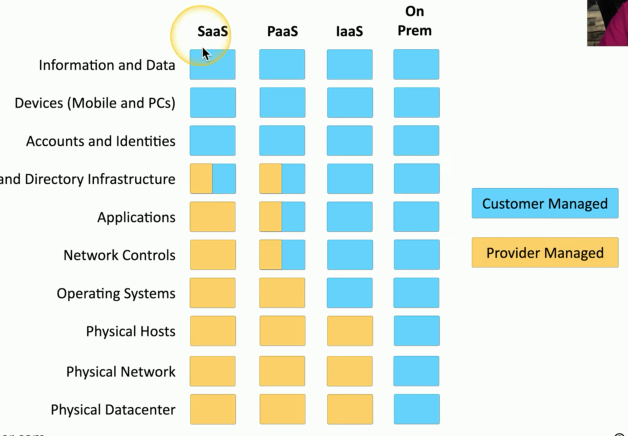 SaaS PaaS IaaS On Prem
Information and Data
Devices (Mobile and PCs)
Accounts and Identities
and Directory Infrastructure
Applications
Network Controls
Operating Systems
Physical Hosts
Physical Network
Physical Datacenter
Customer Managed
Provider Managed